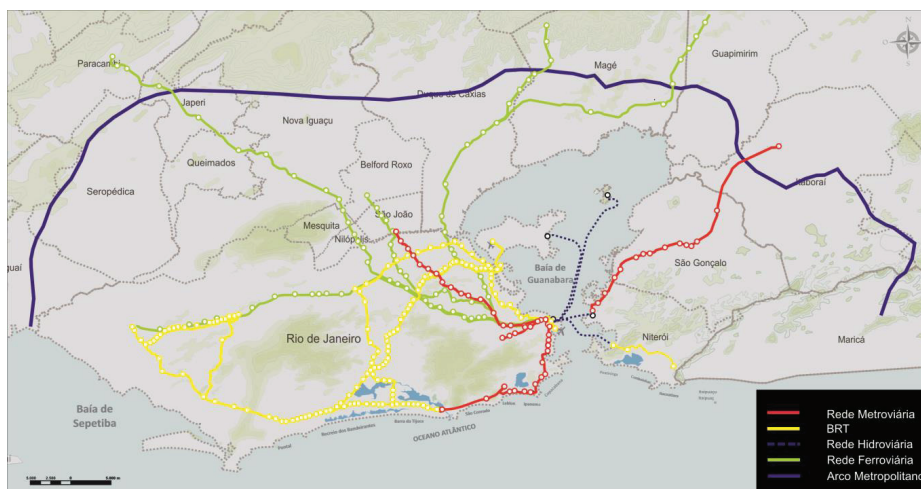 Guapimirim
Magé
Japeri
Duque de Caxias
Nova Iguaçu
Belford Roxo
Queimados
Seropédica
Itaboraí
São João
Mesquita
Nilópolis
São Gonçalo
Baía de
Guanabara
Rio de Janeiro
Niterói
Maricá
Baía de
Sepetiba
OCEANO ATLÂNTICO
Rede Metroviária
BRT
Rede Hidroviária
Rede Ferroviária
Arco Metropolitano